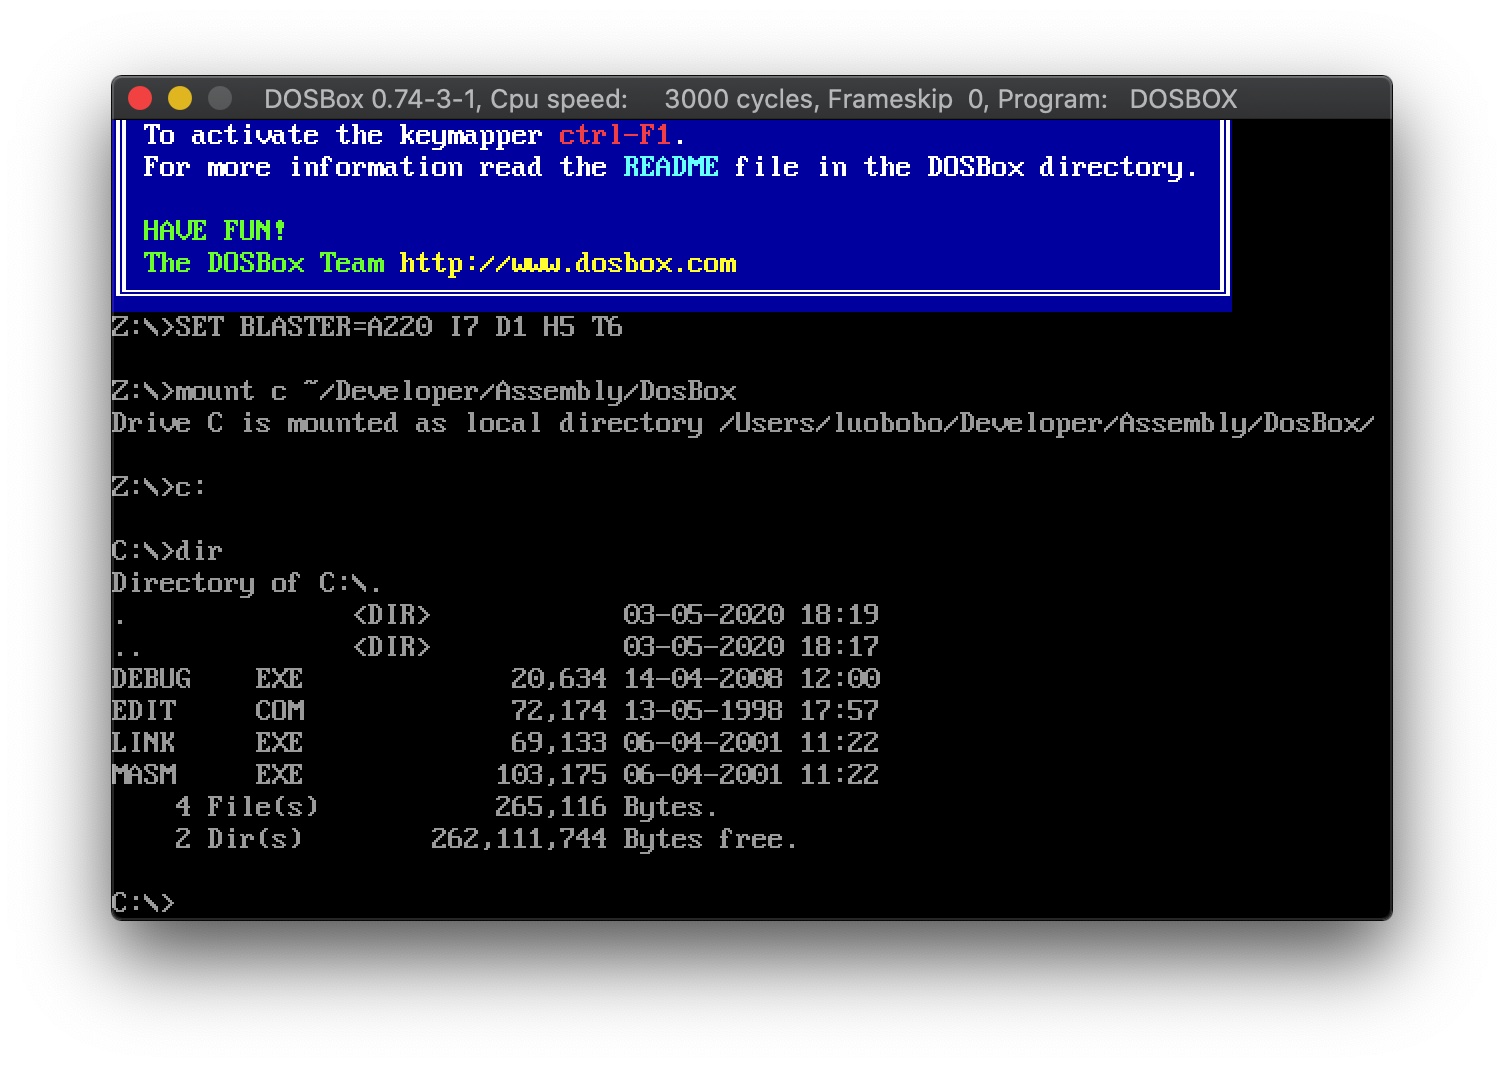 DOSBox 0.74-3-1, Cpu speed:    3000 cycles, Frameskip  0, Program:   DOSBOX
To activate the keymapper ctrl-F1.
For more information read the README file in the DOSBox directory.
HAVE FUN!
The DOSBox Team http://www.dosbox.com
Z:\>SET BLASTER=A220 I7 D1 H5 T6
Z:\>mount c ~/Developer/Assembly/DosBox
Drive C is mounted as local directory /Users/luobobo/Developer/Assembly/DosBox/
Z:\>c:
C:\>dir
Directory of C:\.
.              <DIR>            03-05-2020 18:19
..             <DIR>            03-05-2020 18:17
DEBUG    EXE             20,634 14-04-2008 12:00
EDIT     COM             72,174 13-05-1998 17:57
LINK     EXE             69,133 06-04-2001 11:22
MASM     EXE            103,175 06-04-2001 11:22
    4 File(s)           265,116 Bytes.
    2 Dir(s)        262,111,744 Bytes free.
C:\>